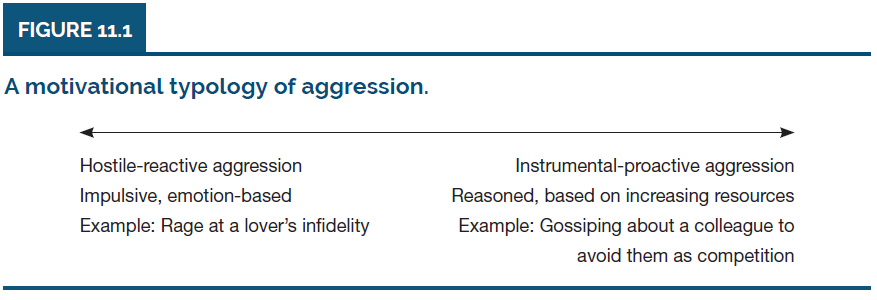 FIGURE 11.1
A motivational typology of aggression.
Hostile-reactive aggression
Impulsive, emotion-based
Example: Rage at a lover’s infidelity
Instrumental-proactive aggression
Reasoned, based on increasing resources
Example: Gossiping about a colleague to
avoid them as competition